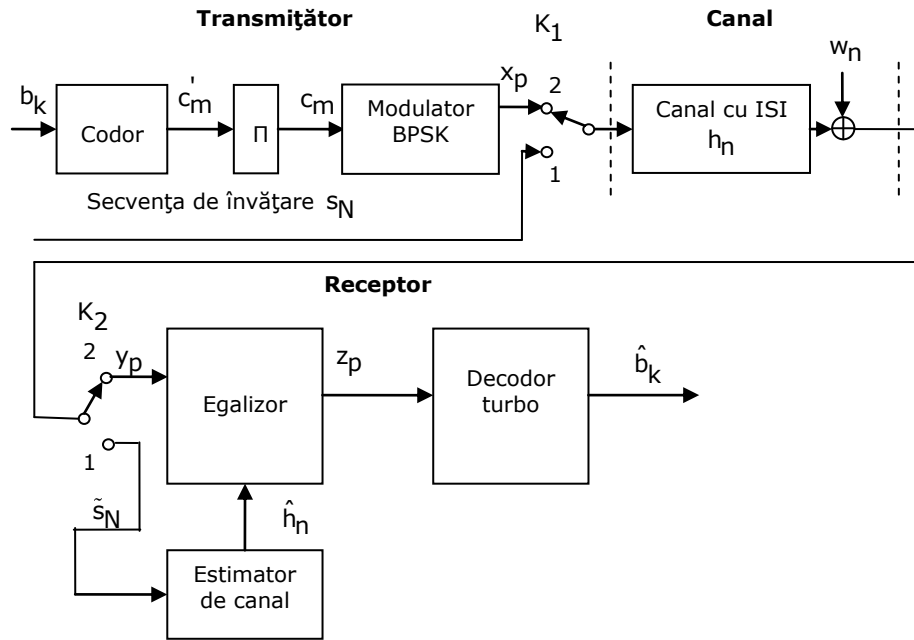 Transmiţător
K1
Canal
bk
Codor
c'm
Π
cm
Modulator
BPSK
xp
2
1
Canal cu ISI
hn
wn
Secvenţa de învăţare sN
Receptor
K2
2
yp
1
Egalizor
zp
Decodor
turbo
b̂k
s̃N
ĥn
Estimator
de canal